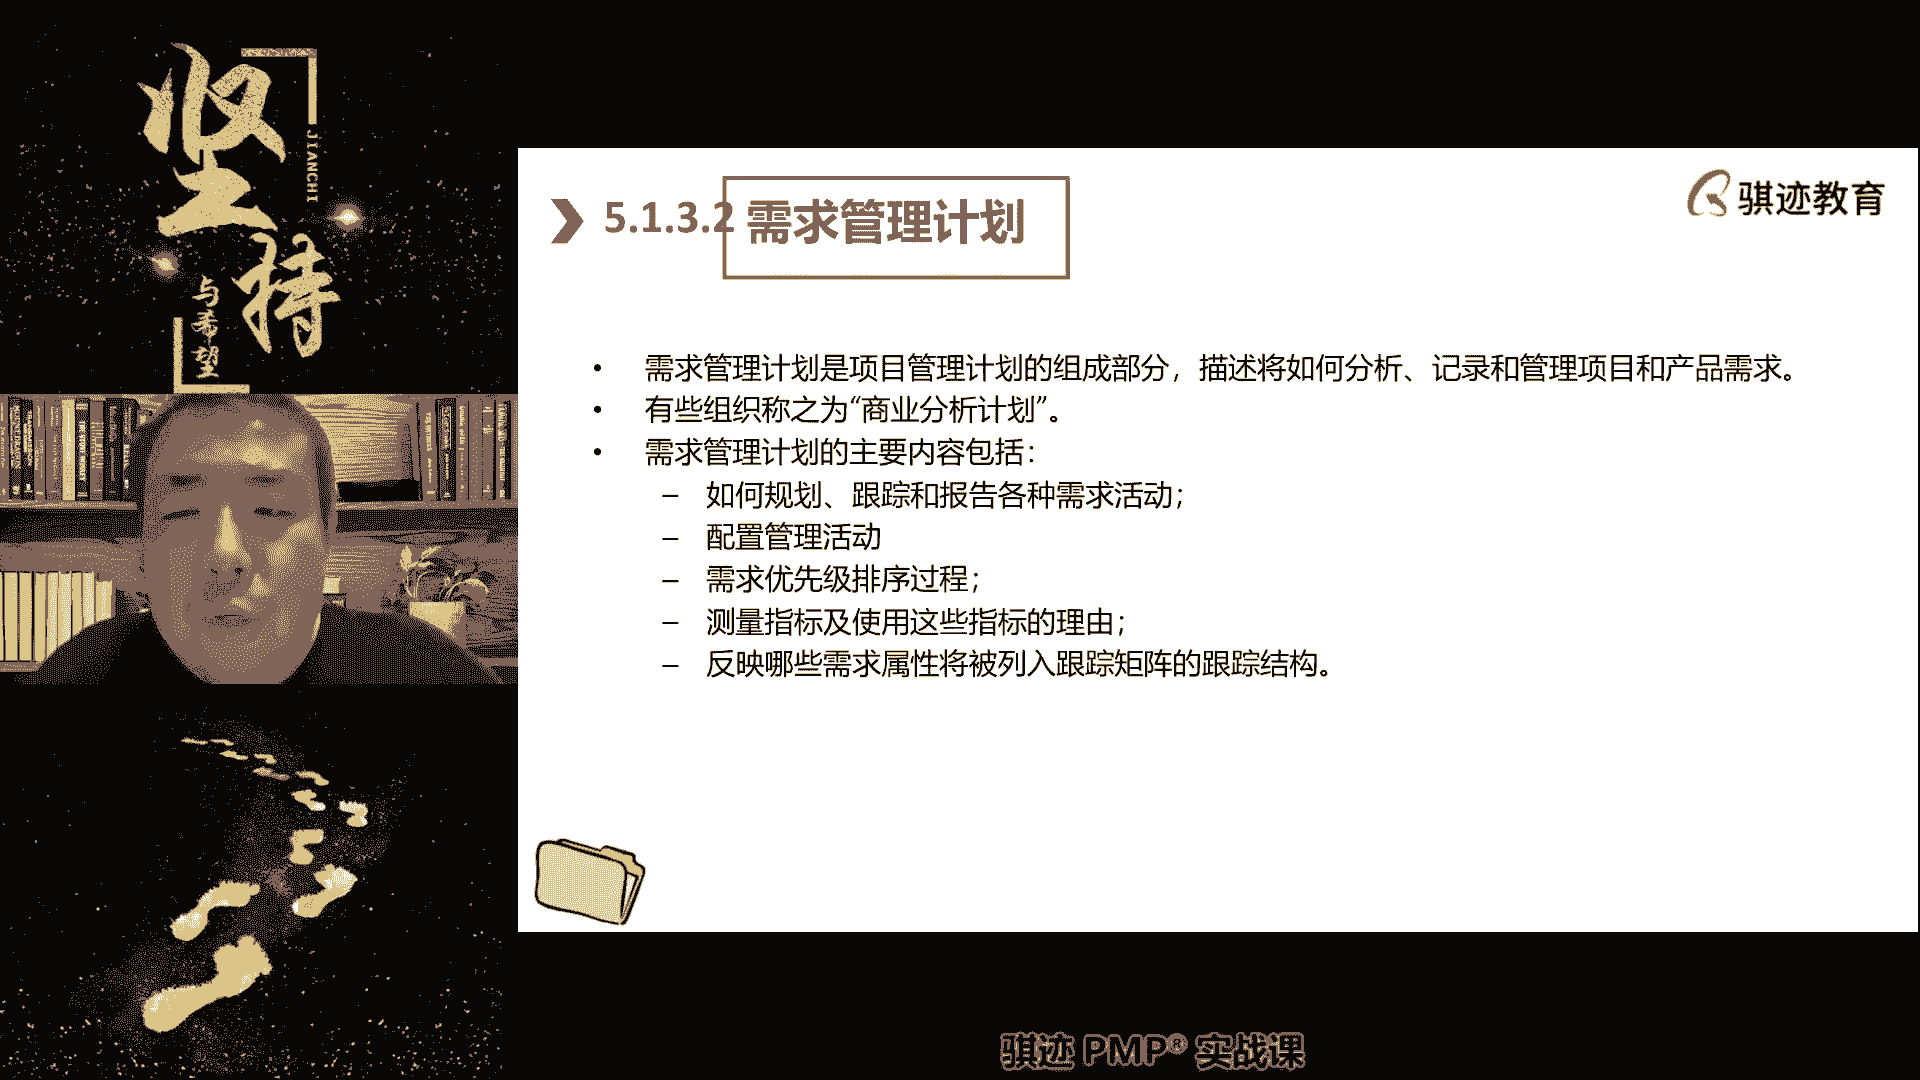 坚持
JIANCHI
与希望
5.1.3.2 需求管理计划
骐迹教育
• 需求管理计划是项目管理计划的组成部分，描述将如何分析、记录和管理项目和产品需求。
• 有些组织称之为“商业分析计划”。
• 需求管理计划的主要内容包括：
– 如何规划、跟踪和报告各种需求活动；
– 配置管理活动
– 需求优先级排序过程；
– 测量指标及使用这些指标的理由；
– 反映哪些需求属性将被列入跟踪矩阵的跟踪结构。
骐迹 PMP® 实战课